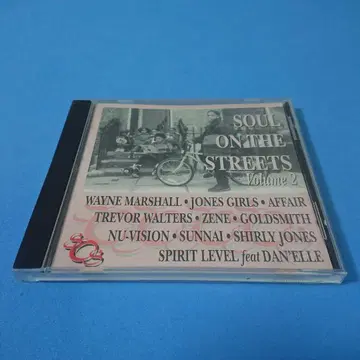 SOUL
ON THE
STREETS
Volume 2
WAYNE MARSHALL • JONES GIRLS • AFFAIR
TREVOR WALTERS • ZENE • GOLDSMITH
NU-VISION • SUNNAI • SHIRLY JONES
SPIRIT LEVEL feat DAN'ELLE